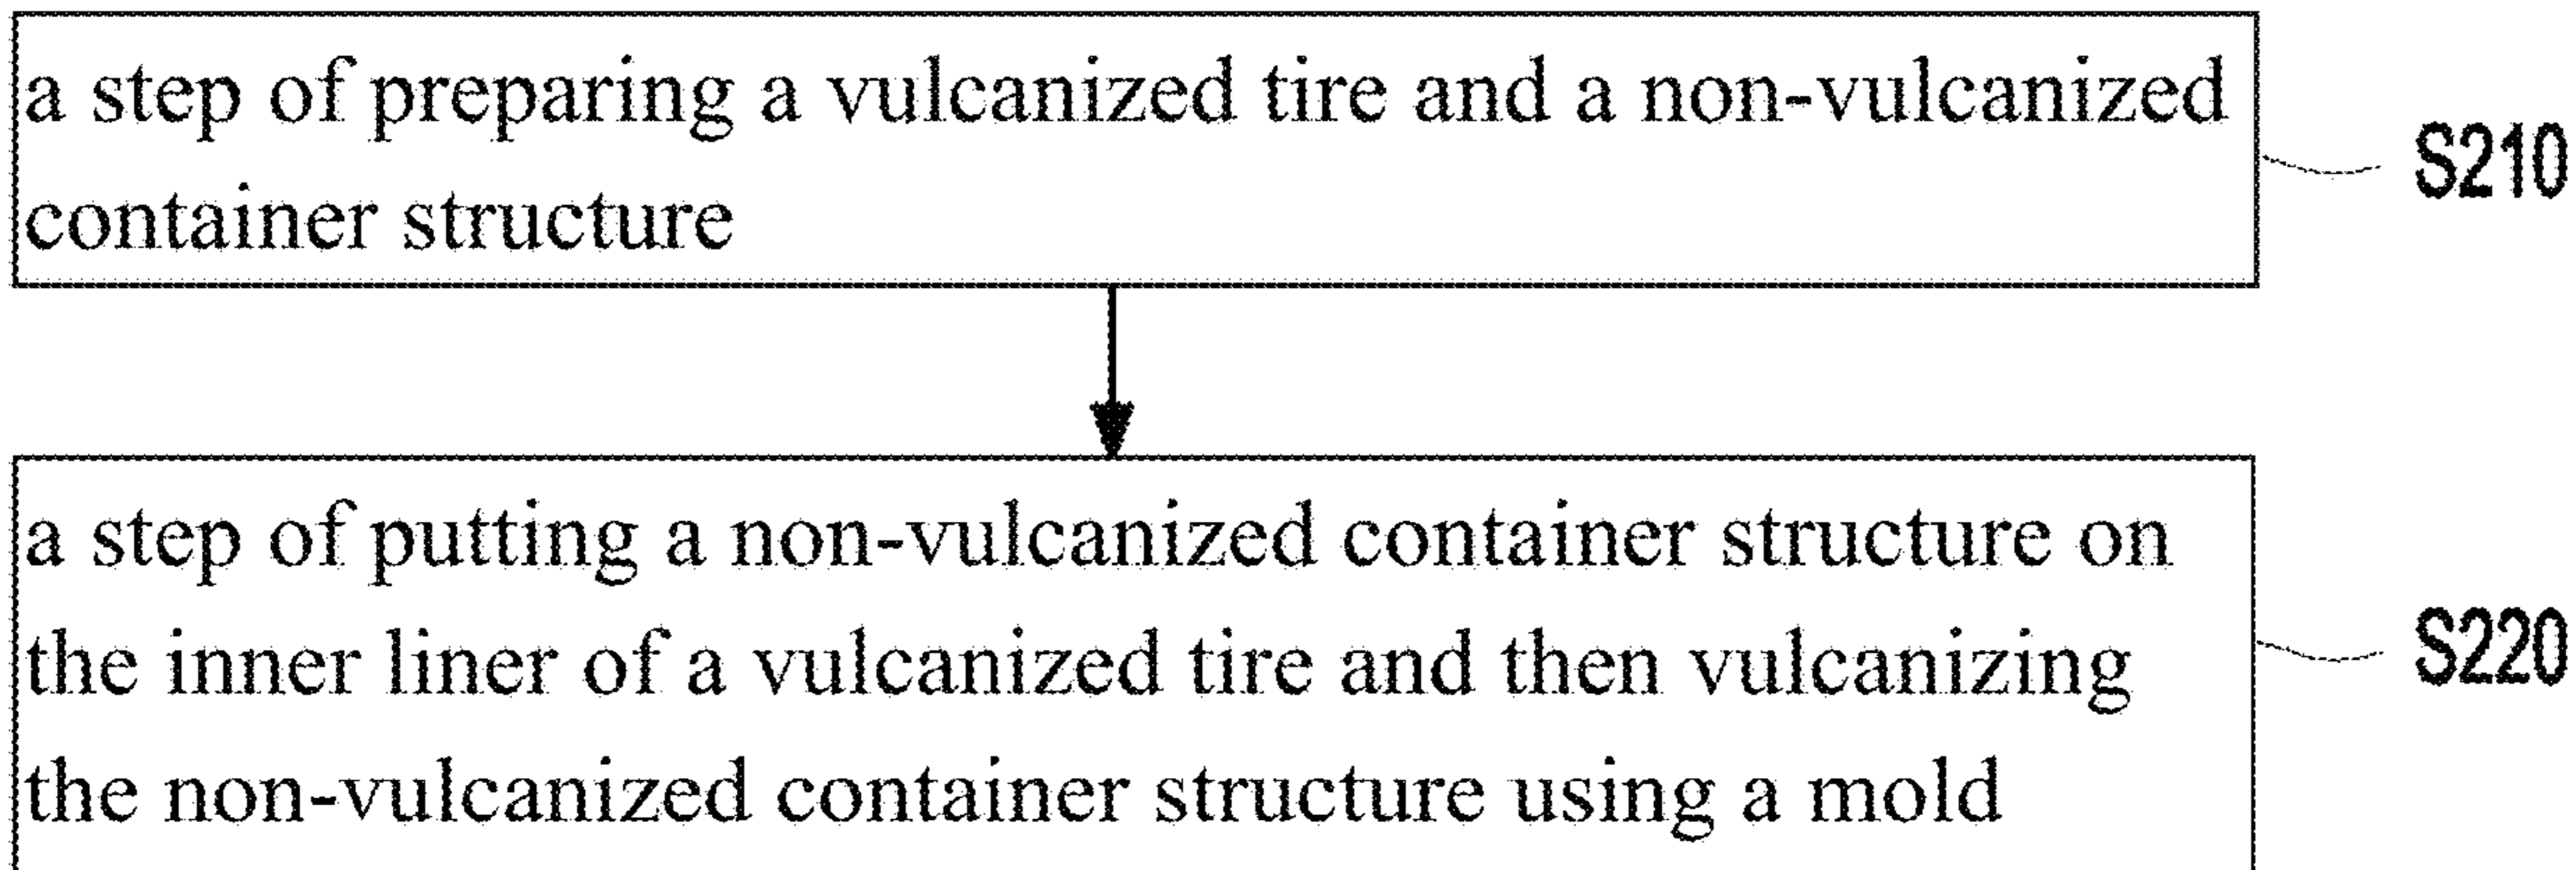 a step of preparing a vulcanized tire and a non-vulcanized
container structure
S210
a step of putting a non-vulcanized container structure on
the inner liner of a vulcanized tire and then vulcanizing
the non-vulcanized container structure using a mold
S220